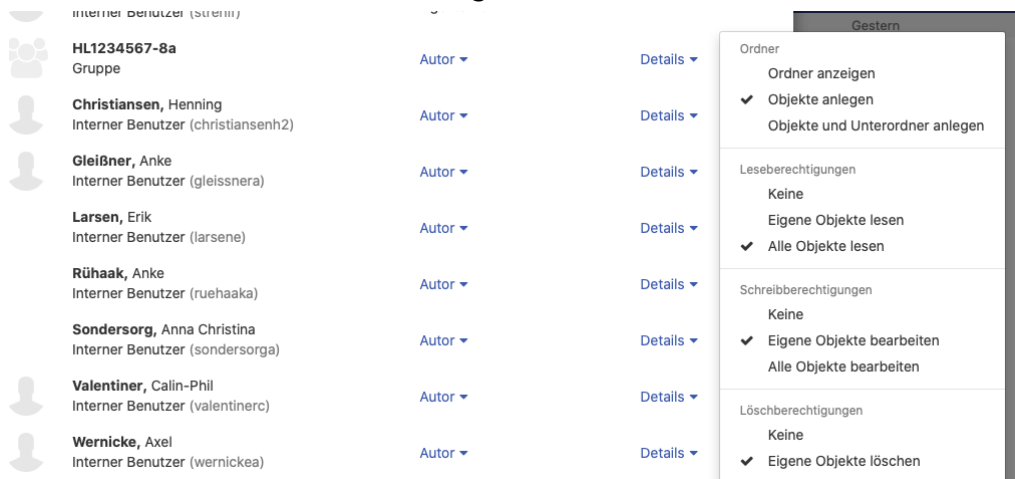 Interner Benutzer (strehlf)
Gestern
HL1234567-8a
Gruppe
Autor
Details
Christiansen, Henning
Interner Benutzer (christiansenh2)
Autor
Details
Gleißner, Anke
Interner Benutzer (gleissnera)
Autor
Details
Larsen, Erik
Interner Benutzer (larsene)
Autor
Details
Rühaak, Anke
Interner Benutzer (ruehaaka)
Autor
Details
Sondersorg, Anna Christina
Interner Benutzer (sondersorga)
Autor
Details
Valentiner, Calin-Phil
Interner Benutzer (valentinerc)
Autor
Details
Wernicke, Axel
Interner Benutzer (wernickea)
Autor
Details
Ordner
Ordner anzeigen
Objekte anlegen
Objekte und Unterordner anlegen
Leseberechtigungen
Keine
Eigene Objekte lesen
Alle Objekte lesen
Schreibberechtigungen
Keine
Eigene Objekte bearbeiten
Alle Objekte bearbeiten
Löschberechtigungen
Keine
Eigene Objekte löschen